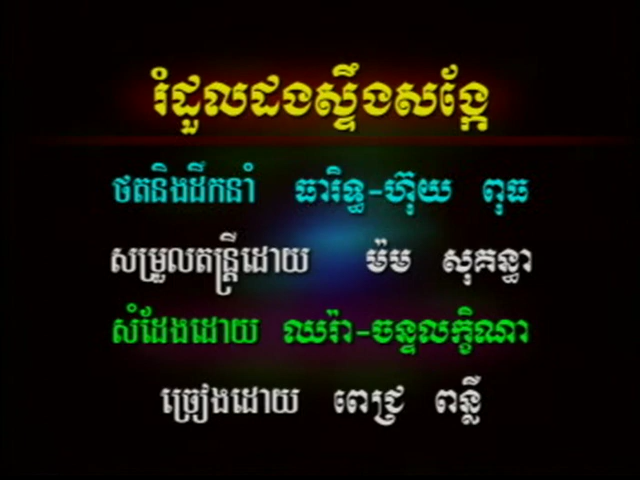 រំដួលដងស្ទឹងសង្កែ
ថតនិងដឹកនាំ ធារិទ្ធ-ហ៊ុយ ពុធ
សម្រួលតន្ត្រីដោយ ម៉ម សុគន្ធា
សំដែងដោយ ឈរ៉ា-ចន្ទលក្ខិណា
ច្រៀងដោយ ពេជ្រ ពន្លឺ